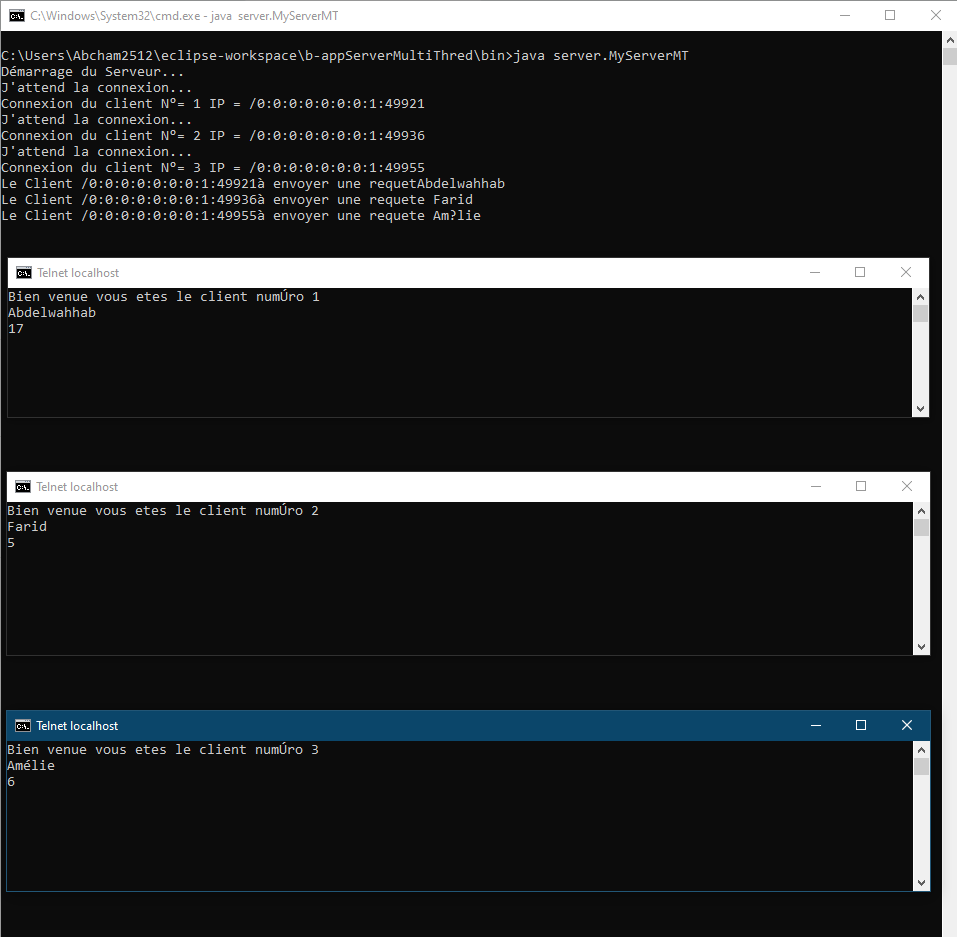 C:\Windows\System32\cmd.exe - java  server.MyServerMT
C:\Users\Abcham2512\eclipse-workspace\b-appServerMultiThred\bin>java server.MyServerMT
Démarrage du Serveur...
J'attend la connexion...
Connexion du client N°= 1 IP = /0:0:0:0:0:0:0:1:49921
J'attend la connexion...
Connexion du client N°= 2 IP = /0:0:0:0:0:0:0:1:49936
J'attend la connexion...
Connexion du client N°= 3 IP = /0:0:0:0:0:0:0:1:49955
Le Client /0:0:0:0:0:0:0:1:49921à envoyer une requetAbdelwahhab
Le Client /0:0:0:0:0:0:0:1:49936à envoyer une requete Farid
Le Client /0:0:0:0:0:0:0:1:49955à envoyer une requete Am?lie
Telnet localhost
Bien venue vous etes le client numÚro 1
Abdelwahhab
17
Telnet localhost
Bien venue vous etes le client numÚro 2
Farid
5
Telnet localhost
Bien venue vous etes le client numÚro 3
Amélie
6